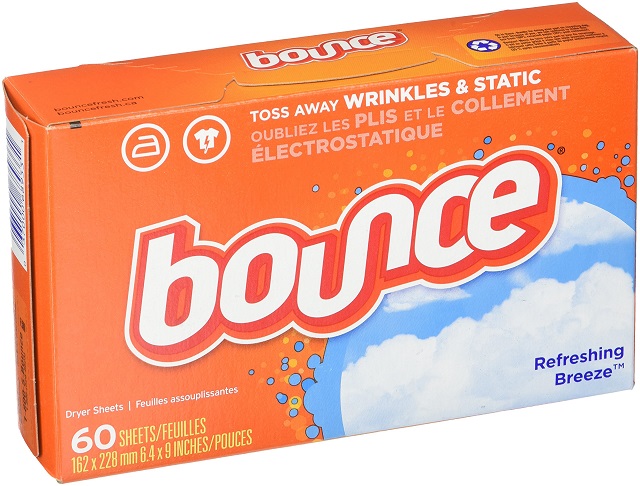 bounce
bouncefresh.com
bouncefresh.ca
TOSS AWAY WRINKLES & STATIC
OUBLIEZ LES PLIS ET LE COLLEMENT
ÉLECTROSTATIQUE
bounce®
Refreshing
Breeze™
Dryer Sheets | Feuilles assouplissantes
60 SHEETS/FEUILLES
162 x 228 mm 6.4 x 9 INCHES/POUCES